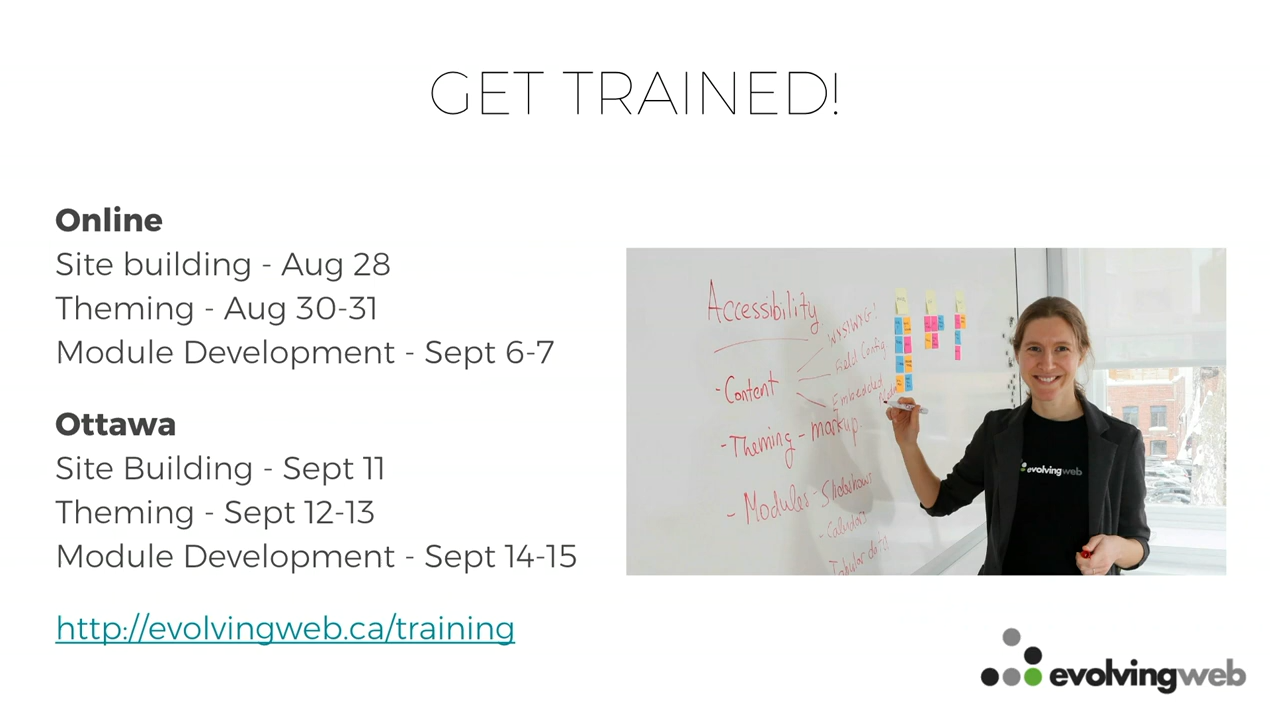 GET TRAINED!
Online
Site building - Aug 28
Theming - Aug 30-31
Module Development - Sept 6-7
Ottawa
Site Building - Sept 11
Theming - Sept 12-13
Module Development - Sept 14-15
http://evolvingweb.ca/training
Accessibility
WYSIWYG!
- Content
Field Config
Embedded
- Theming - markup
- Modules - Slideshows
- Calendars
Tabular data
evolvingweb
evolvingweb